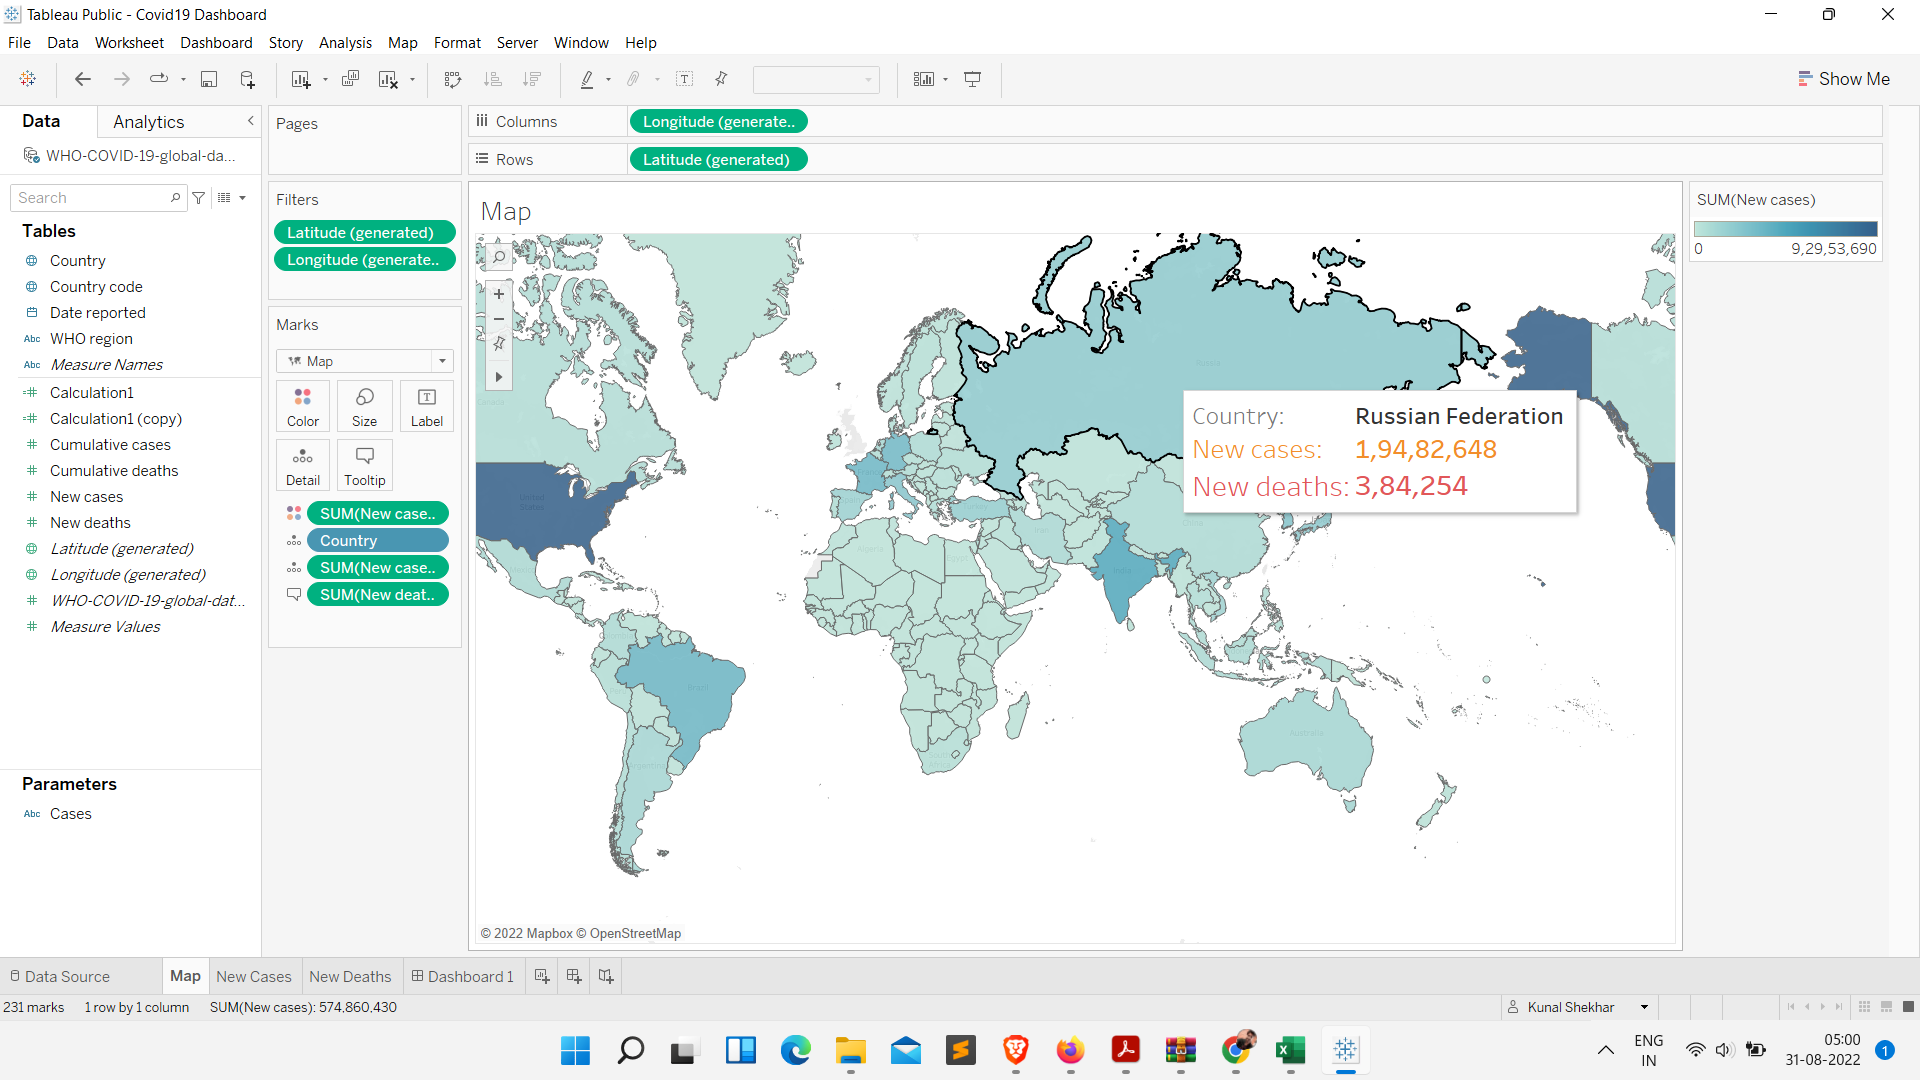 Tableau Public - Covid19 Dashboard
File Data Worksheet Dashboard Story Analysis Map Format Server Window Help
Show Me
Data Analytics
WHO-COVID-19-global-da...
Search
Tables
Country
Country code
Date reported
Abc WHO region
Abc Measure Names
Calculation1
Calculation1 (copy)
Cumulative cases
Cumulative deaths
New cases
New deaths
Latitude (generated)
Longitude (generated)
WHO-COVID-19-global-dat...
Measure Values
Parameters
Abc Cases
Pages
Filters
Latitude (generated)
Longitude (generate..
Marks
Map
Color Size Label
Detail Tooltip
SUM(New case..
Country
SUM(New case..
SUM(New deat..
Columns Longitude (generate..
Rows Latitude (generated)
Map
United States
Brazil
Australia
Country: Russian Federation
New cases: 1,94,82,648
New deaths: 3,84,254
© 2022 Mapbox © OpenStreetMap
SUM(New cases)
0 9,29,53,690
Data Source Map New Cases New Deaths Dashboard 1
231 marks 1 row by 1 column SUM(New cases): 574,860,430
Kunal Shekhar
ENG
IN
05:00
31-08-2022
1